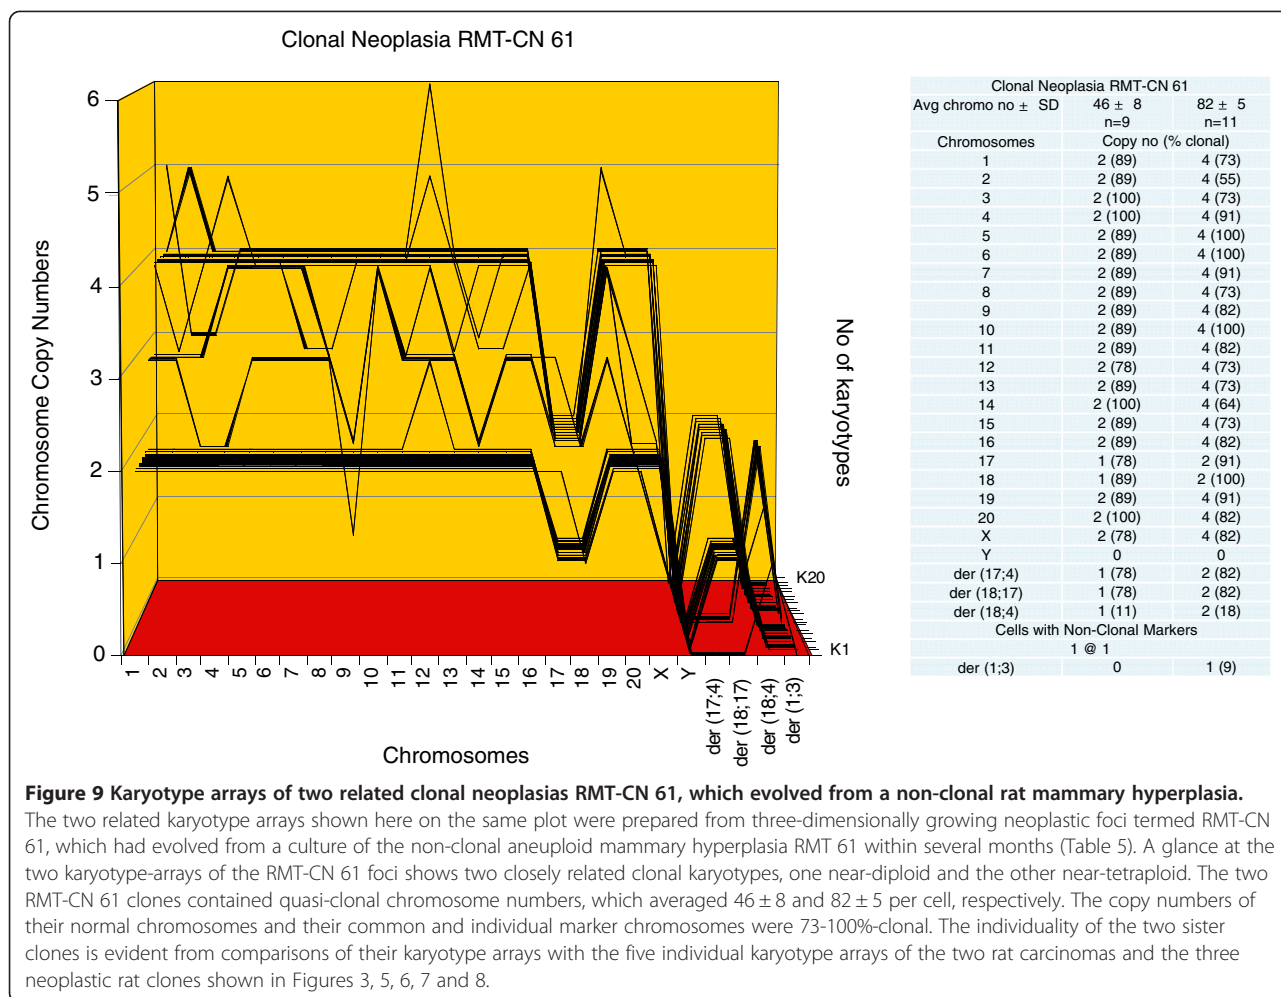 Clonal Neoplasia RMT-CN 61
6
5
4
3
2
1
0
Chromosome Copy Numbers
No of karyotypes
K20
K1
1
2
3
4
5
6
7
8
9
10
11
12
13
14
15
16
17
18
19
20
X
Y
der (17;4)
der (18;17)
der (18;4)
der (1;3)
Chromosomes
Clonal Neoplasia RMT-CN 61
Avg chromo no ± SD 46 ± 8 82 ± 5
n=9 n=11
Chromosomes Copy no (% clonal)
1 2 (89) 4 (73)
2 2 (89) 4 (55)
3 2 (100) 4 (73)
4 2 (100) 4 (91)
5 2 (89) 4 (100)
6 2 (89) 4 (100)
7 2 (89) 4 (91)
8 2 (89) 4 (73)
9 2 (89) 4 (82)
10 2 (89) 4 (100)
11 2 (89) 4 (82)
12 2 (78) 4 (73)
13 2 (89) 4 (73)
14 2 (100) 4 (64)
15 2 (89) 4 (73)
16 2 (89) 4 (82)
17 1 (78) 2 (91)
18 1 (89) 2 (100)
19 2 (89) 4 (91)
20 2 (100) 4 (82)
X 2 (78) 4 (82)
Y 0 0
der (17;4) 1 (78) 2 (82)
der (18;17) 1 (78) 2 (82)
der (18;4) 1 (11) 2 (18)
Cells with Non-Clonal Markers
1 @ 1
der (1;3) 0 1 (9)
Figure 9 Karyotype arrays of two related clonal neoplasias RMT-CN 61, which evolved from a non-clonal rat mammary hyperplasia.
The two related karyotype arrays shown here on the same plot were prepared from three-dimensionally growing neoplastic foci termed RMT-CN
61, which had evolved from a culture of the non-clonal aneuploid mammary hyperplasia RMT 61 within several months (Table 5). A glance at the
two karyotype-arrays of the RMT-CN 61 foci shows two closely related clonal karyotypes, one near-diploid and the other near-tetraploid. The two
RMT-CN 61 clones contained quasi-clonal chromosome numbers, which averaged 46 ± 8 and 82 ± 5 per cell, respectively. The copy numbers of
their normal chromosomes and their common and individual marker chromosomes were 73-100%-clonal. The individuality of the two sister
clones is evident from comparisons of their karyotype arrays with the five individual karyotype arrays of the two rat carcinomas and the three
neoplastic rat clones shown in Figures 3, 5, 6, 7 and 8.